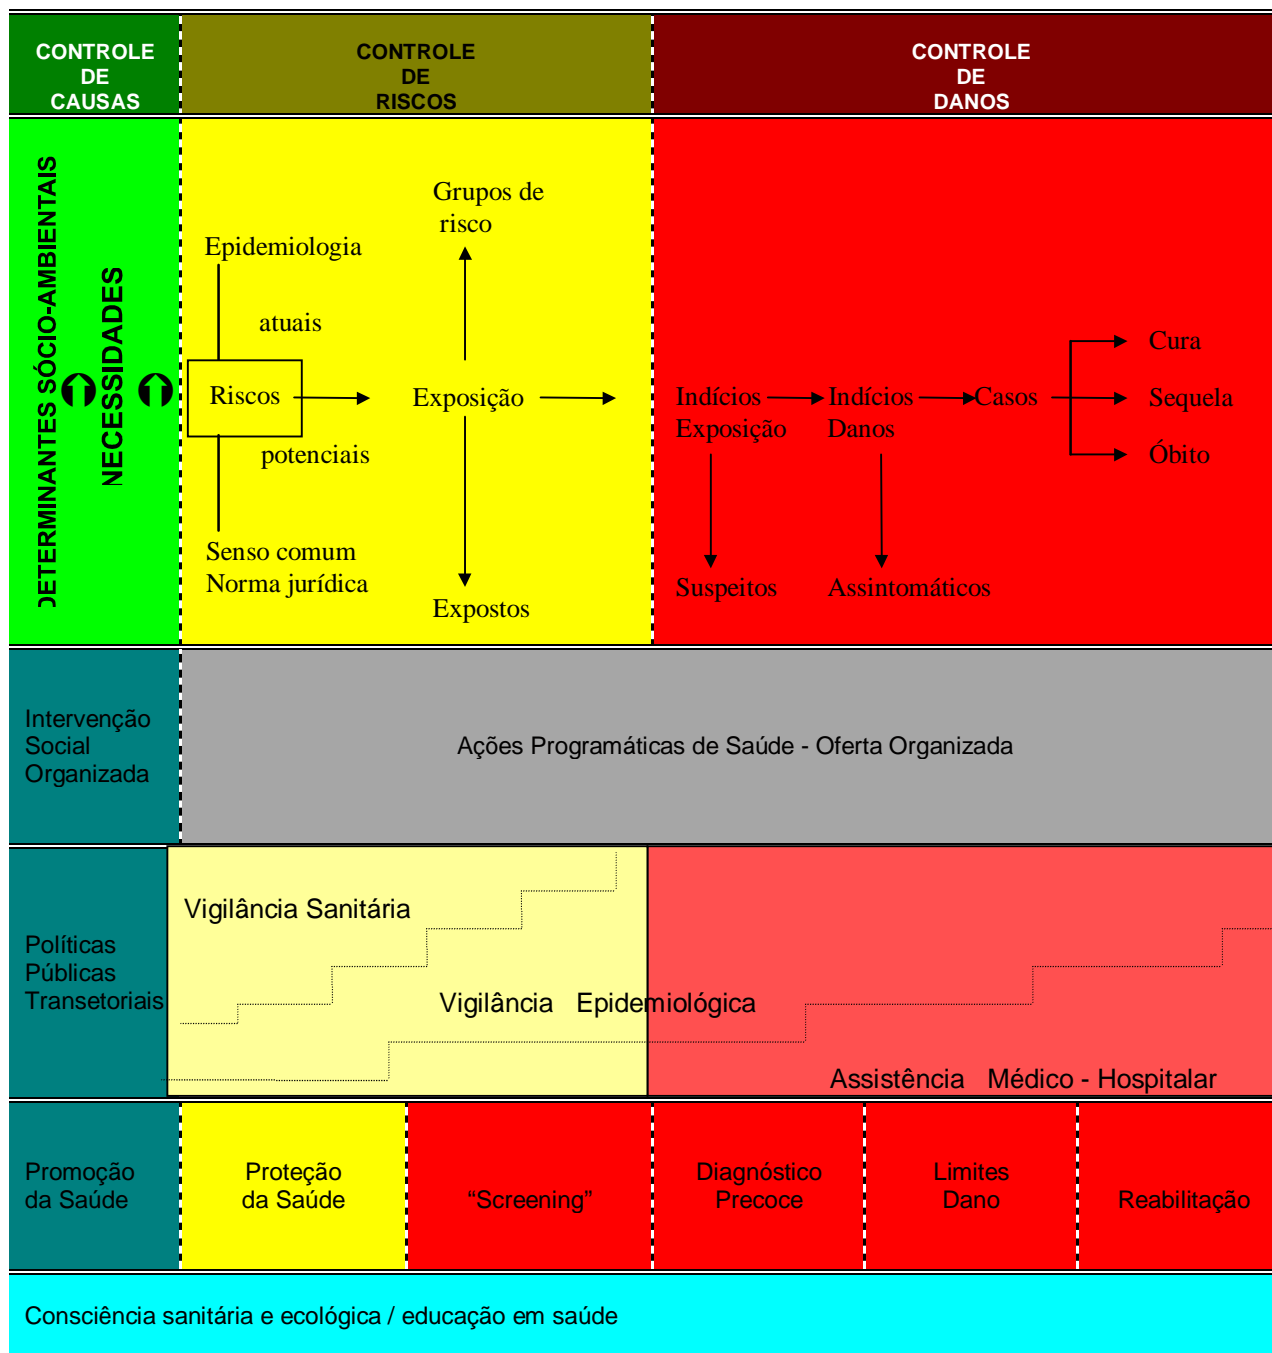 CONTROLE
DE
CAUSAS
CONTROLE
DE
RISCOS
CONTROLE
DE
DANOS
DETERMINANTES SÓCIO-AMBIENTAIS
NECESSIDADES
Grupos de
risco
Epidemiologia
atuais
Riscos
Exposição
potenciais
Senso comum
Norma jurídica
Expostos
Indícios
Exposição
Indícios
Danos
Casos
Cura
Sequela
Óbito
Suspeitos
Assintomáticos
Intervenção
Social
Organizada
Ações Programáticas de Saúde - Oferta Organizada
Políticas
Públicas
Transetoriais
Vigilância Sanitária
Vigilância Epidemiológica
Assistência Médico - Hospitalar
Promoção
da Saúde
Proteção
da Saúde
“Screening”
Diagnóstico
Precoce
Limites
Dano
Reabilitação
Consciência sanitária e ecológica / educação em saúde